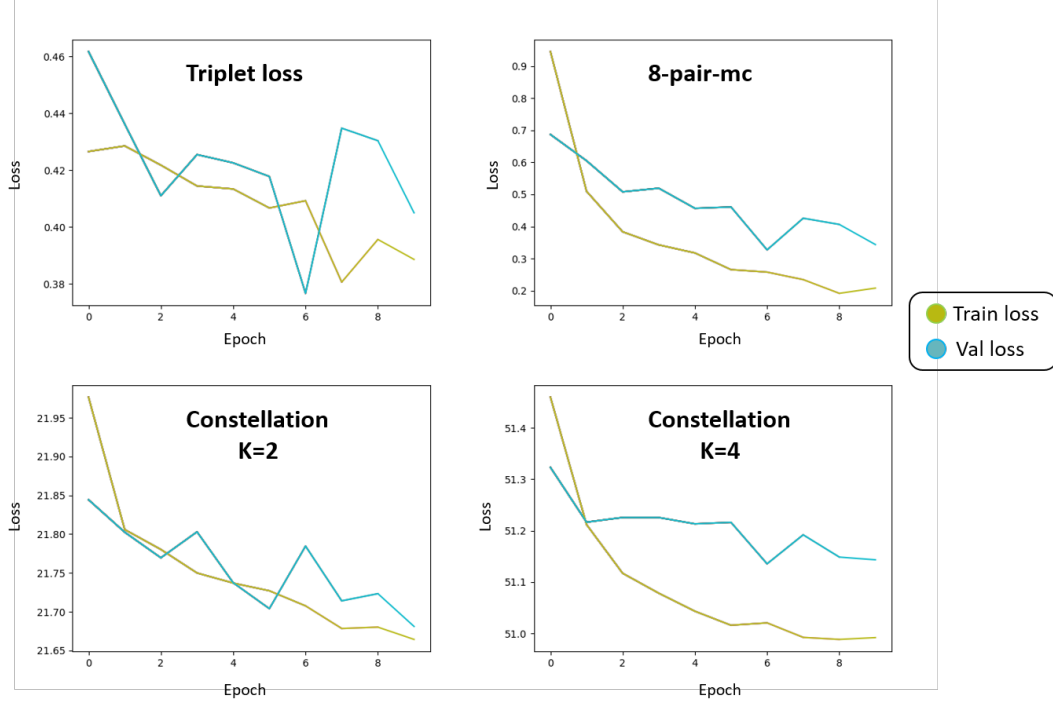 Triplet loss
0.46
0.44
0.42
0.40
0.38
Loss
0 2 4 6 8
Epoch
8-pair-mc
0.9
0.8
0.7
0.6
0.5
0.4
0.3
0.2
Loss
0 2 4 6 8
Epoch
Train loss
Val loss
Constellation
K=2
21.95
21.90
21.85
21.80
21.75
21.70
21.65
Loss
0 2 4 6 8
Epoch
Constellation
K=4
51.4
51.3
51.2
51.1
51.0
Loss
0 2 4 6 8
Epoch